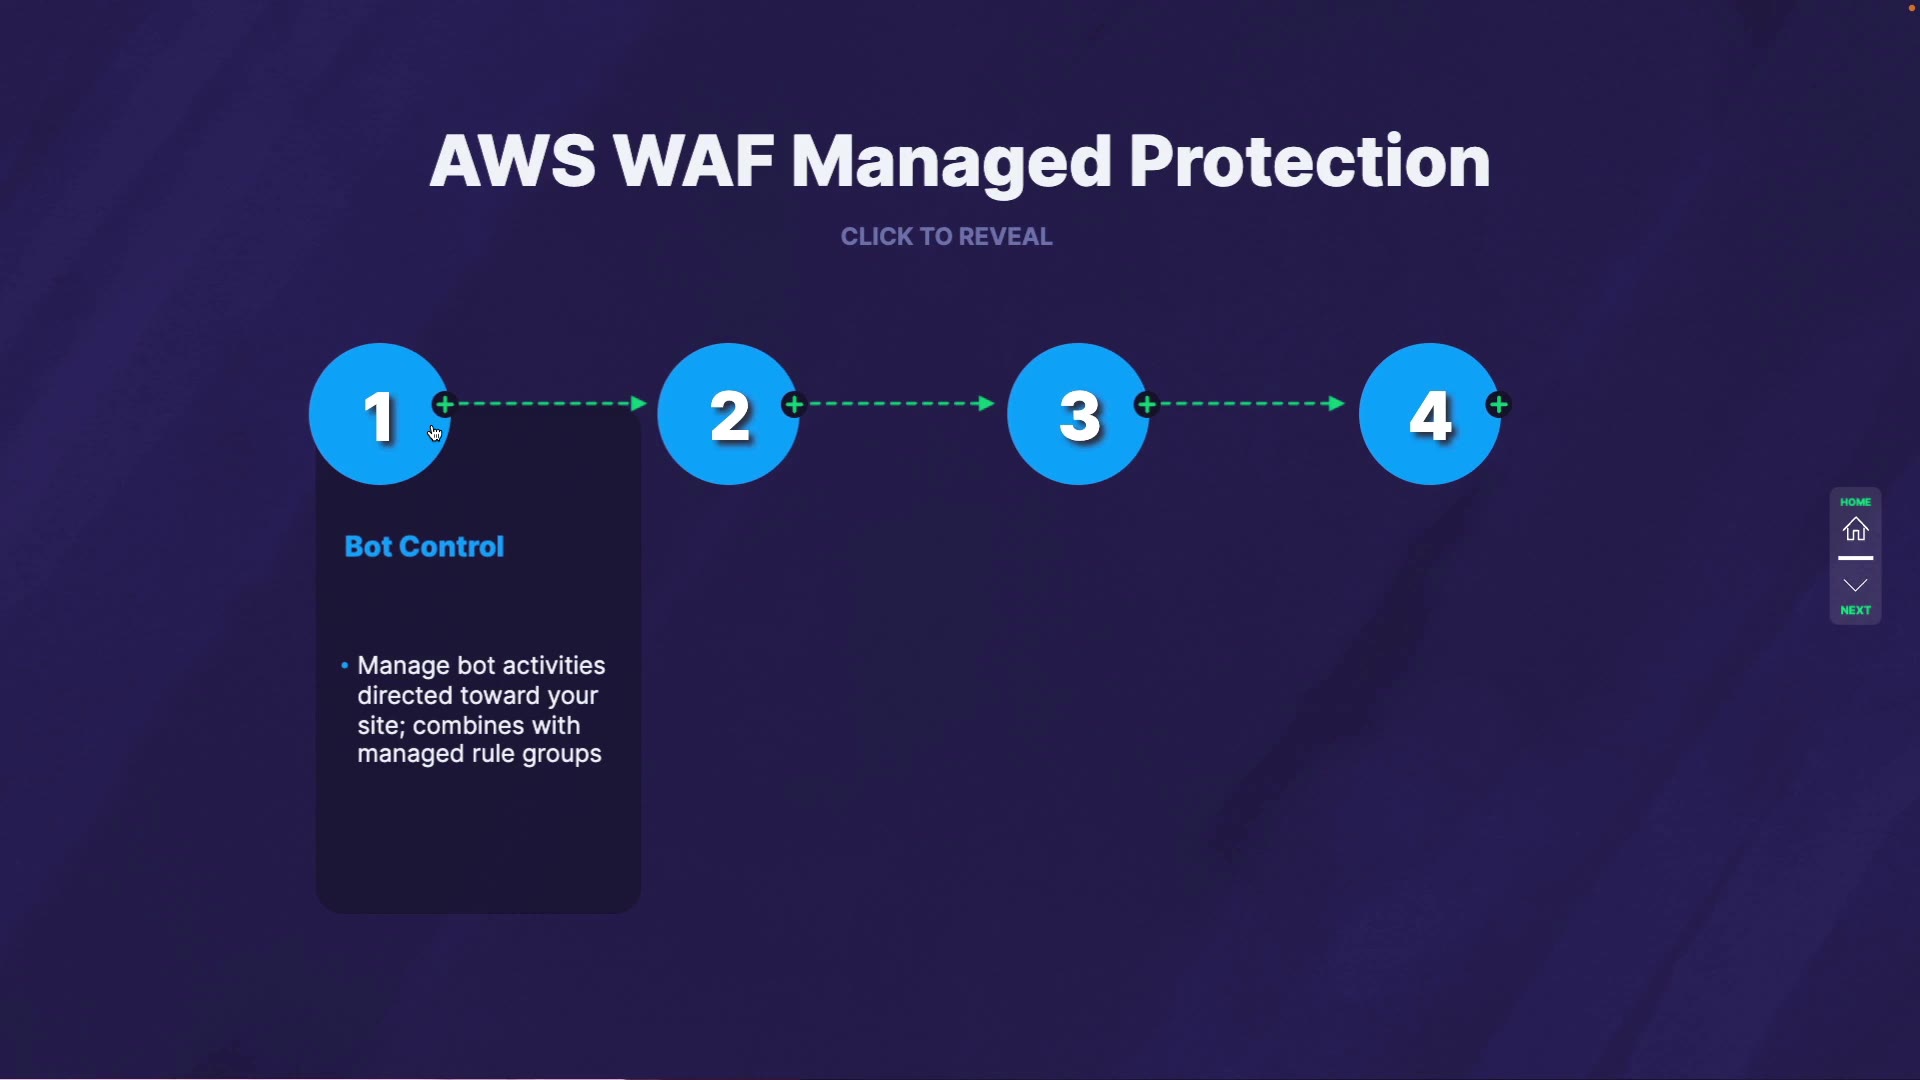 AWS WAF Managed Protection
CLICK TO REVEAL
1
2
3
4
Bot Control
• Manage bot activities
directed toward your
site; combines with
managed rule groups
HOME
NEXT